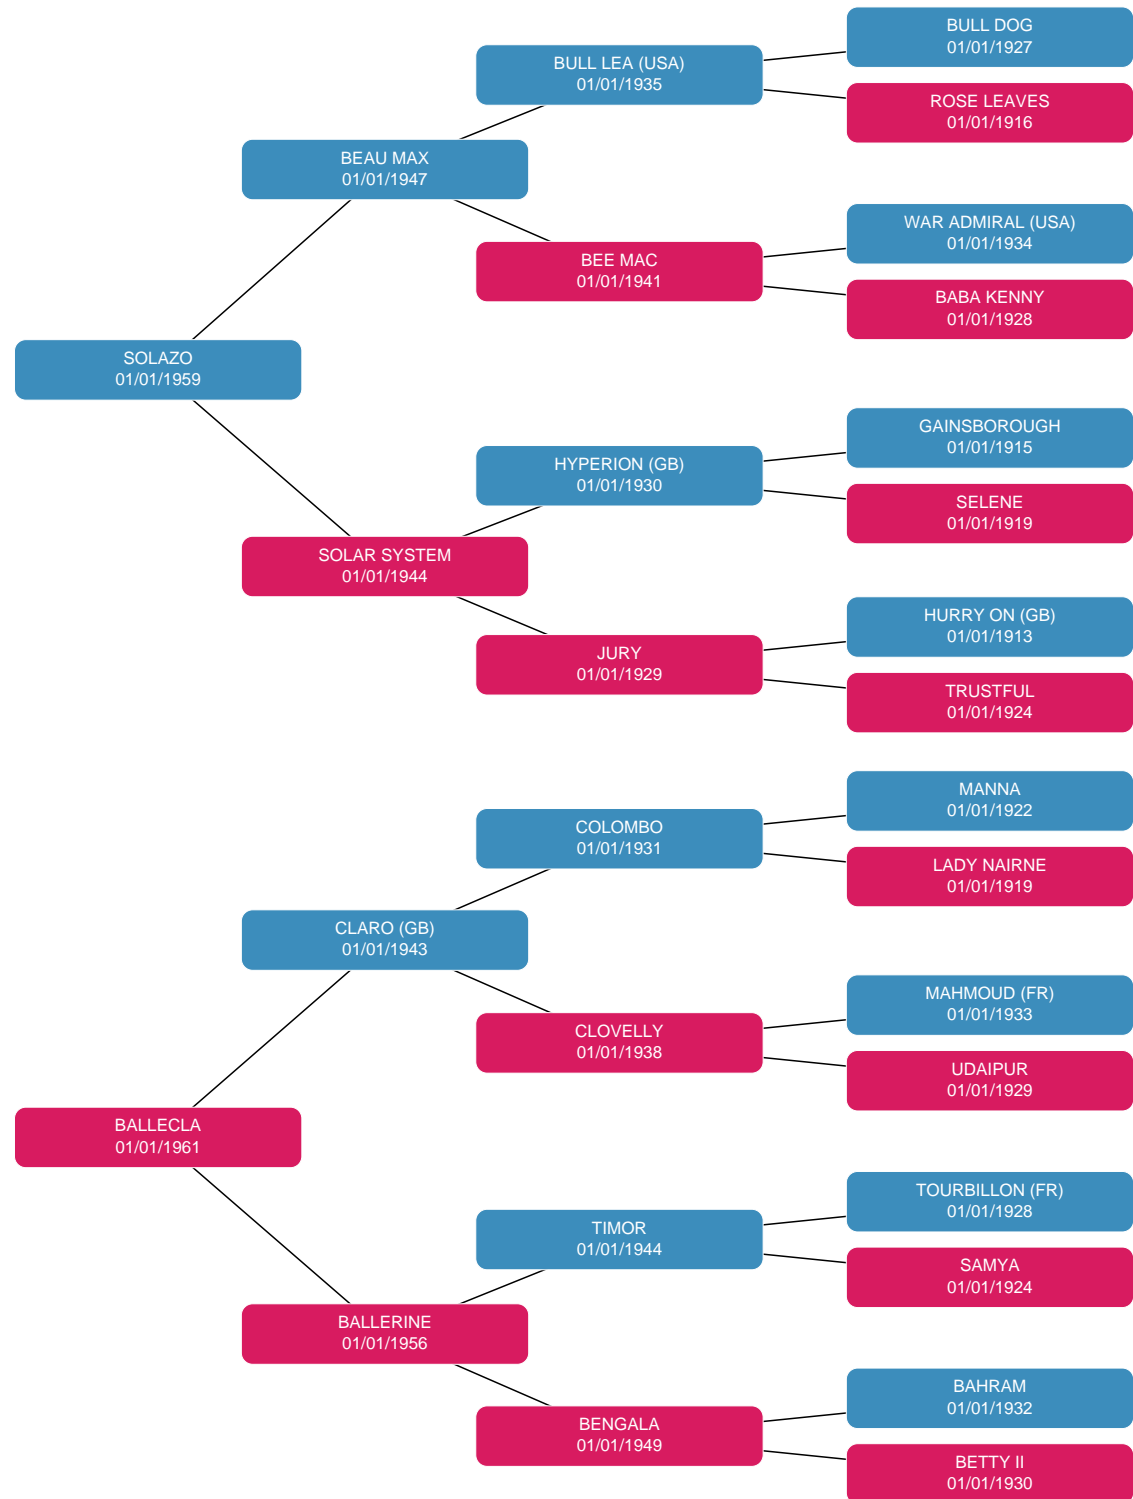 BULL DOG
01/01/1927
BULL LEA (USA)
01/01/1935
ROSE LEAVES
01/01/1916
BEAU MAX
01/01/1947
WAR ADMIRAL (USA)
01/01/1934
BEE MAC
01/01/1941
BABA KENNY
01/01/1928
SOLAZO
01/01/1959
GAINSBOROUGH
01/01/1915
HYPERION (GB)
01/01/1930
SELENE
01/01/1919
SOLAR SYSTEM
01/01/1944
HURRY ON (GB)
01/01/1913
JURY
01/01/1929
TRUSTFUL
01/01/1924
MANNA
01/01/1922
COLOMBO
01/01/1931
LADY NAIRNE
01/01/1919
CLARO (GB)
01/01/1943
MAHMOUD (FR)
01/01/1933
CLOVELLY
01/01/1938
UDAIPUR
01/01/1929
BALLECLA
01/01/1961
TOURBILLON (FR)
01/01/1928
TIMOR
01/01/1944
SAMYA
01/01/1924
BALLERINE
01/01/1956
BAHRAM
01/01/1932
BENGALA
01/01/1949
BETTY II
01/01/1930